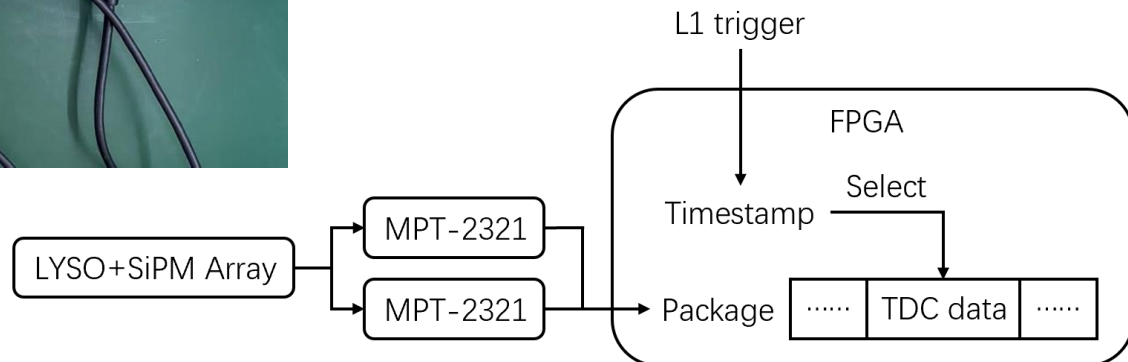 L1 trigger
FPGA
Select
Timestamp
MPT-2321
LYSO+SiPM Array
MPT-2321
Package
······ TDC data ······